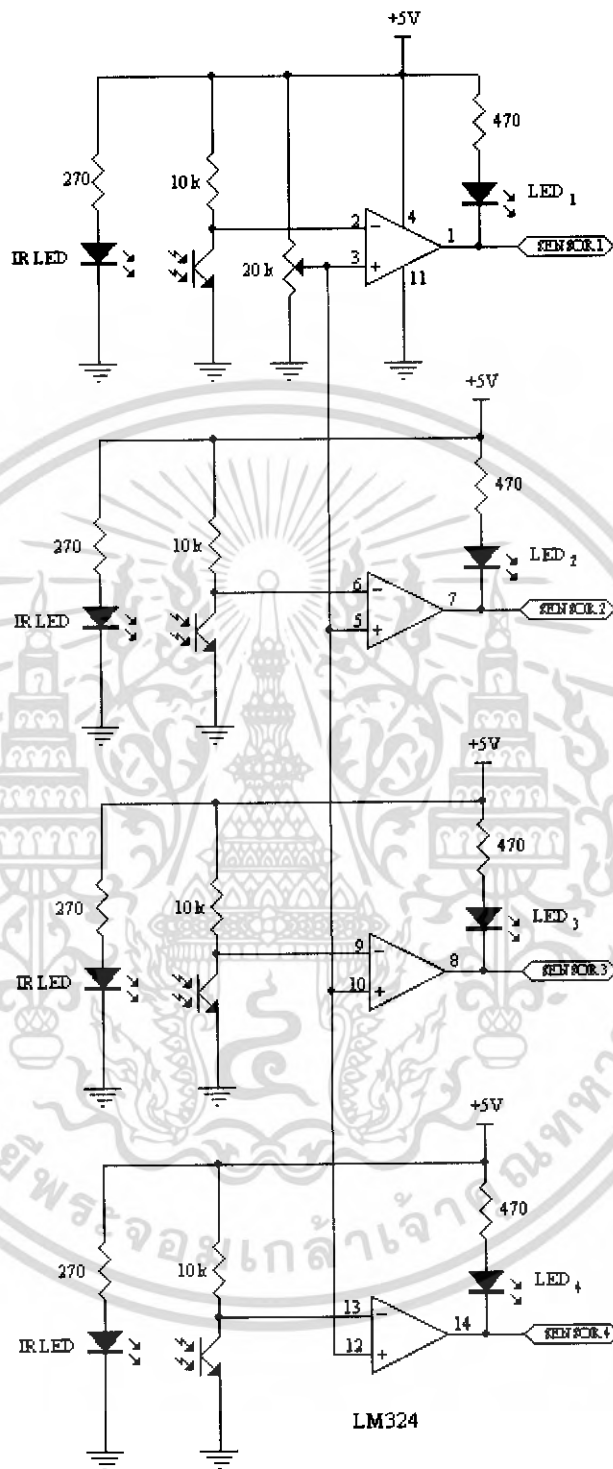 +5V
470
270
10k
LED 1
2
4
1
SENSOR.1
IR LED
20k
3
11
+5V
470
270
10k
LED 2
6
7
SENSOR.2
IR LED
5
+5V
470
270
10k
LED 3
9
8
SENSOR.3
IR LED
10
+5V
470
270
10k
LED 4
13
14
SENSOR.4
IR LED
12
LM324